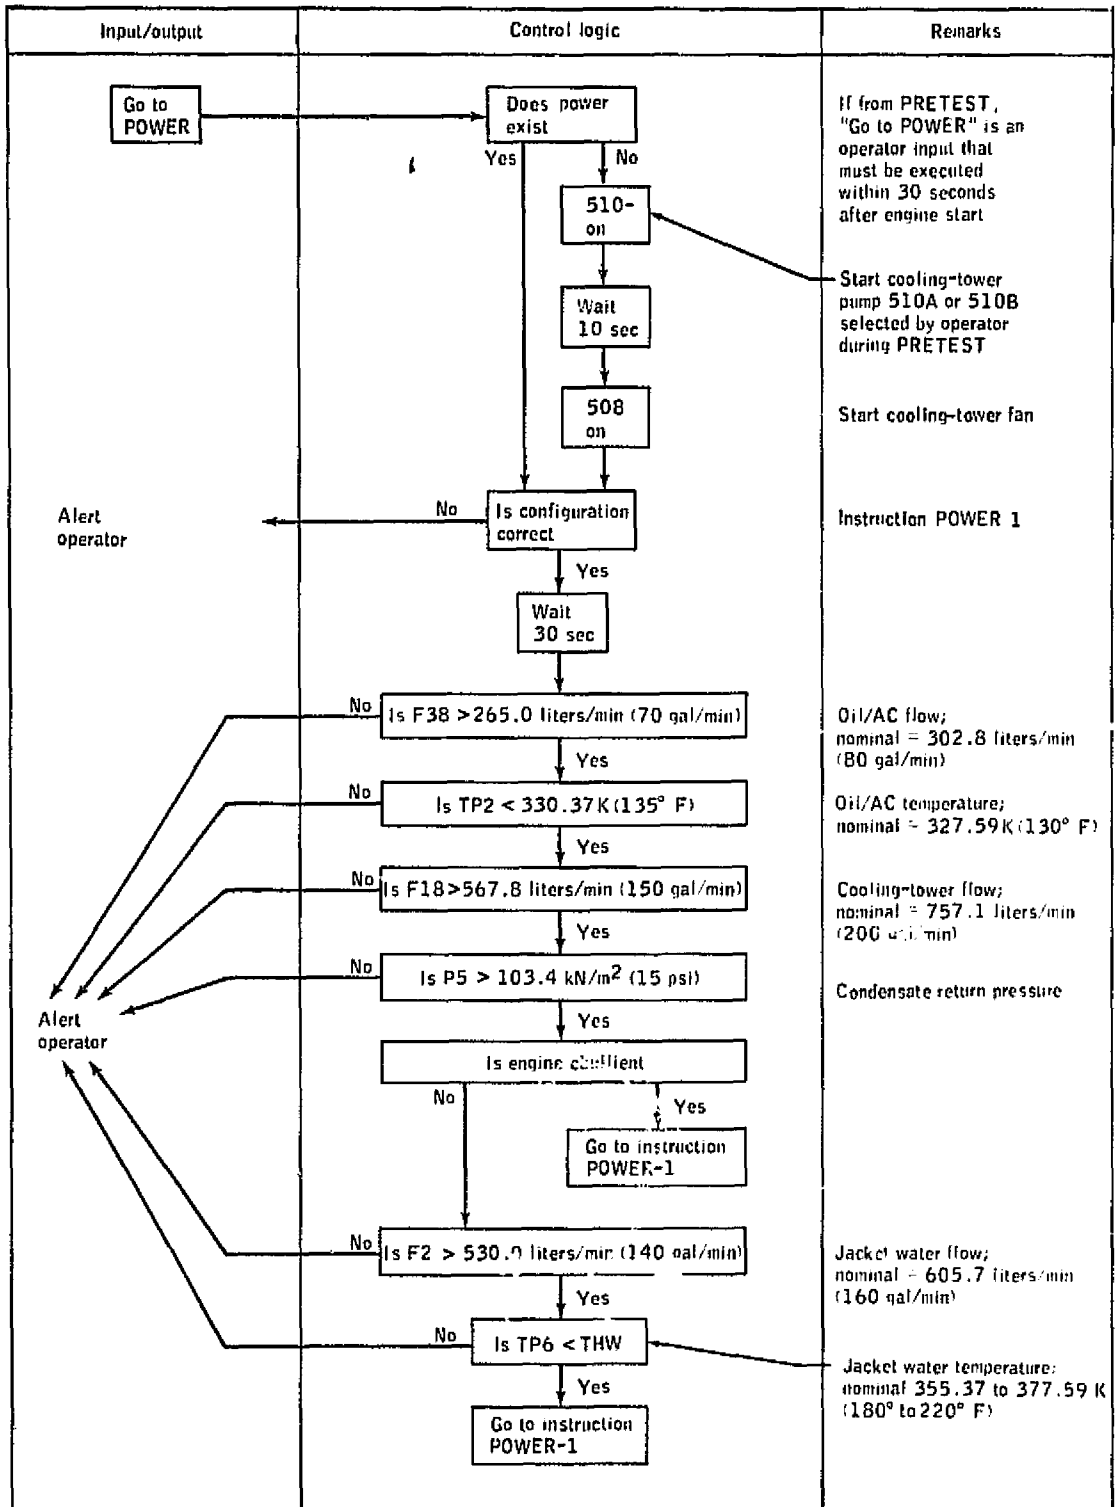 Input/output
Control logic
Remarks
Go to
POWER
Does power
exist
If from PRETEST,
"Go to POWER" is an
operator input that
must be executed
within 30 seconds
after engine start
Yes
No
510-
on
Start cooling-tower
pump 510A or 510B
selected by operator
during PRETEST
Wait
10 sec
508
on
Start cooling-tower fan
Alert
operator
No
Is configuration
correct
Instruction POWER 1
Yes
Wait
30 sec
No
Is F38 >265.0 liters/min (70 gal/min)
Oil/AC flow;
nominal = 302.8 liters/min
(80 gal/min)
Yes
No
Is TP2 < 330.37 K (135° F)
Oil/AC temperature;
nominal = 327.59 K (130° F)
Yes
No
Is F18>567.8 liters/min (150 gal/min)
Cooling-tower flow;
nominal = 757.1 liters/min
(200 min)
Yes
No
Is P5 > 103.4 kN/m² (15 psi)
Condensate return pressure
Alert
operator
Yes
Is engine
No
Yes
Go to instruction
POWER-1
No
Is F2 > liters/min (140 gal/min)
Jacket water flow;
nominal = 605.7 liters/min
(160 gal/min)
Yes
No
Is TP6 < THW
Jacket water temperature;
nominal 355.37 to 377.59 K
(180° to 220° F)
Yes
Go to instruction
POWER-1